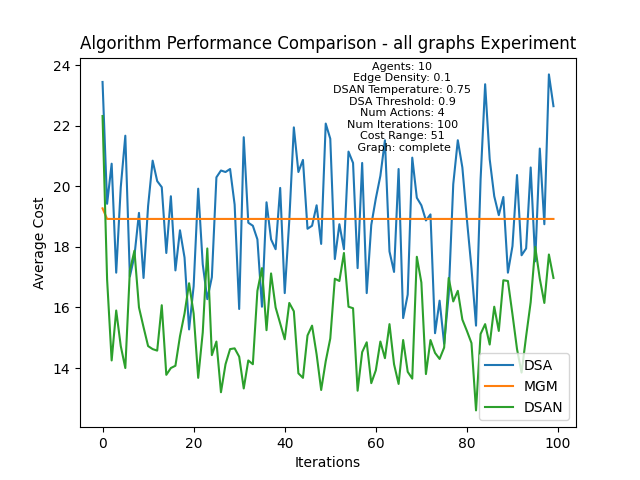 Algorithm Performance Comparison - all graphs Experiment
24
22
20
18
16
14
Average Cost
Agents: 10
Edge Density: 0.1
DSAN Temperature: 0.75
DSA Threshold: 0.9
Num Actions: 4
Num Iterations: 100
Cost Range: 51
Graph: complete
DSA
MGM
DSAN
0
20
40
60
80
100
Iterations